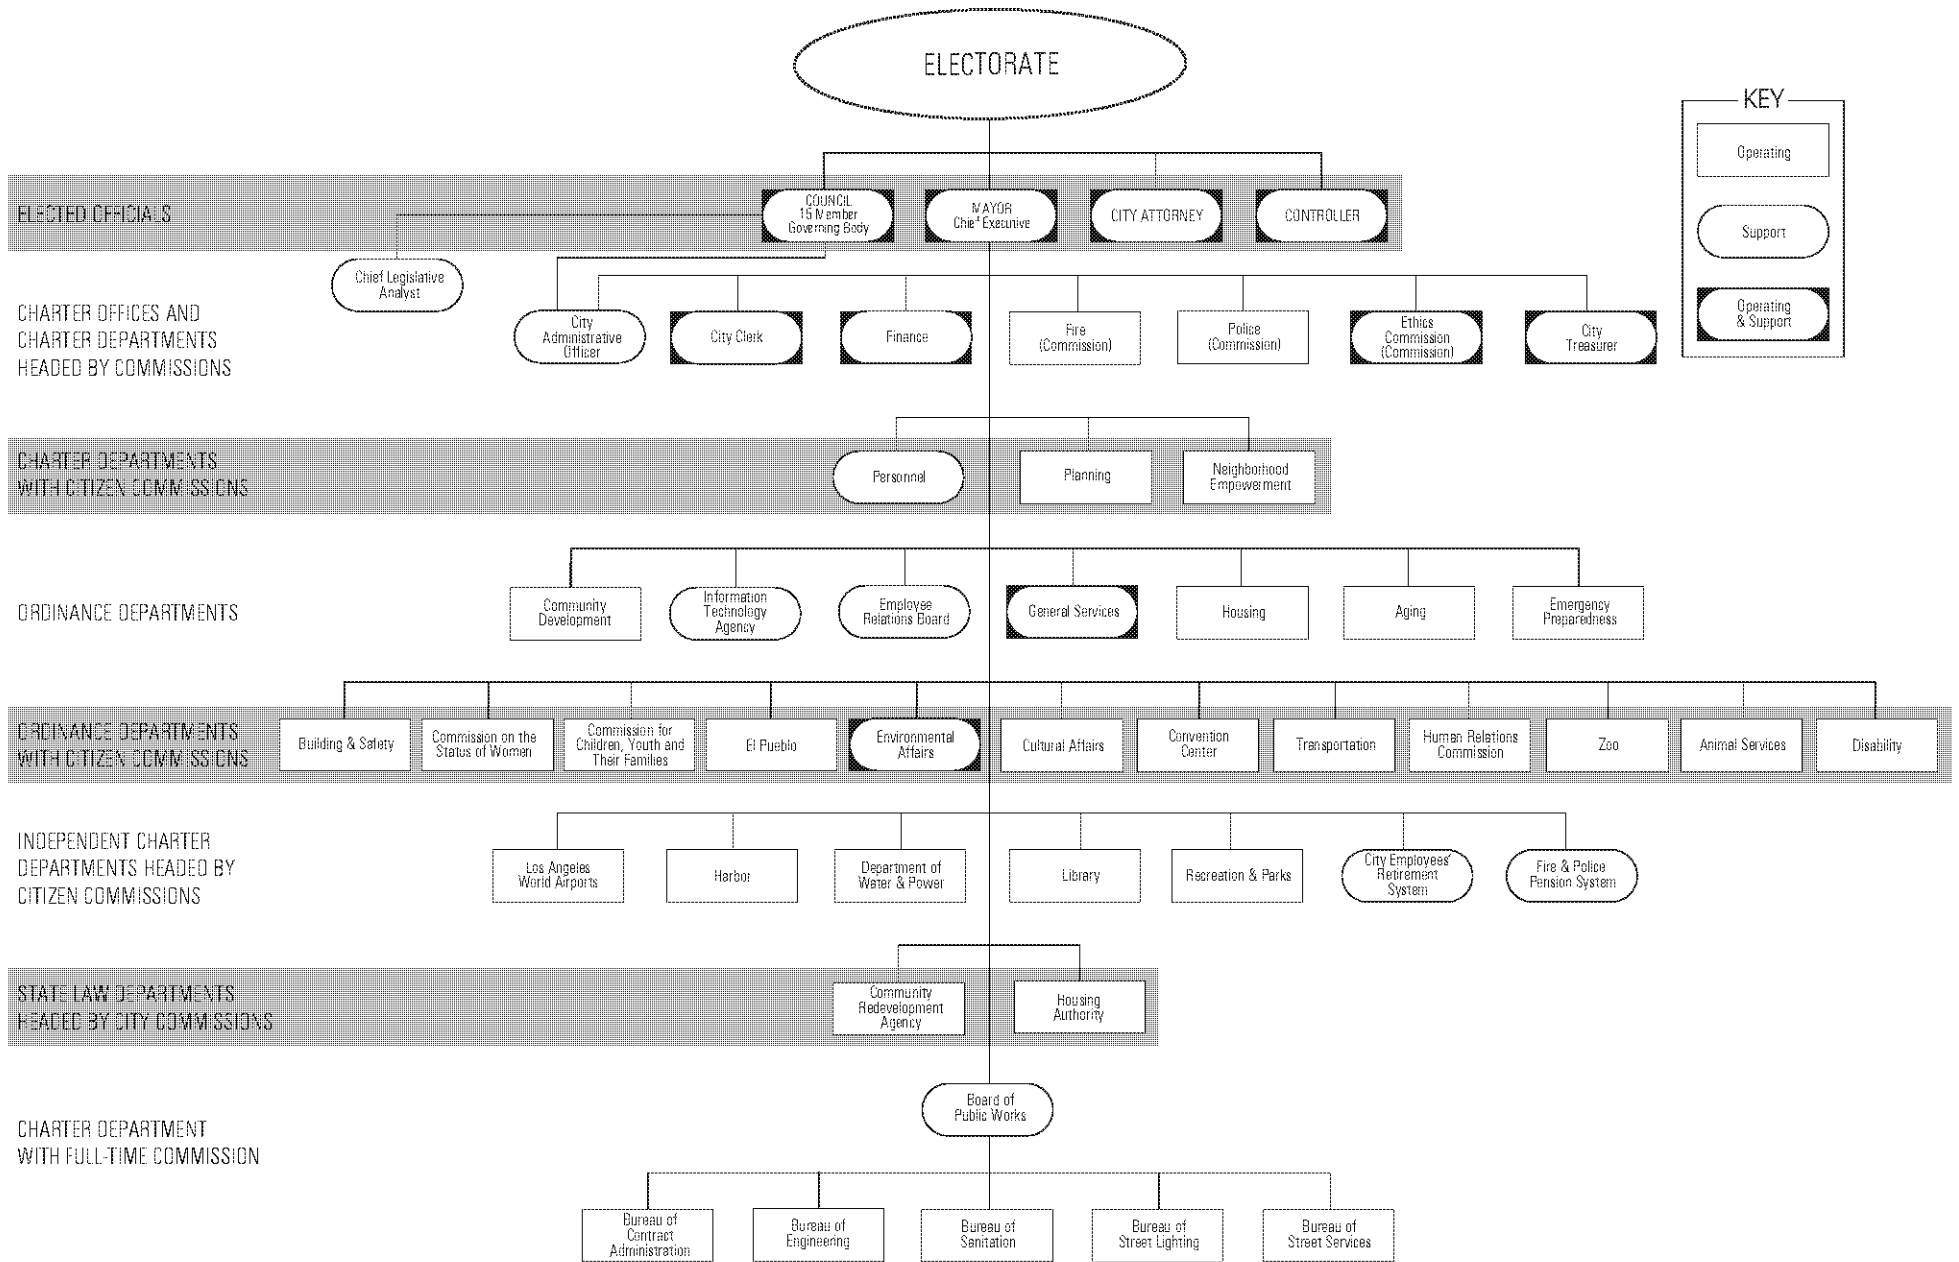 ELECTORATE
KEY
Operating
Support
Operating
& Support
ELECTED OFFICIALS
COUNCIL
15 Member
Governing Body
MAYOR
Chief Executive
CITY ATTORNEY
CONTROLLER
Chief Legislative
Analyst
CHARTER OFFICES AND
CHARTER DEPARTMENTS
HEADED BY COMMISSIONS
City
Administrative
Officer
City Clerk
Finance
Fire
(Commission)
Police
(Commission)
Ethics
Commission
(Commission)
City
Treasurer
CHARTER DEPARTMENTS
WITH CITIZEN COMMISSIONS
Personnel
Planning
Neighborhood
Empowerment
ORDINANCE DEPARTMENTS
Community
Development
Information
Technology
Agency
Employee
Relations Board
General Services
Housing
Aging
Emergency
Preparedness
ORDINANCE DEPARTMENTS
WITH CITIZEN COMMISSIONS
Building & Safety
Commission on the
Status of Women
Commission for
Children, Youth and
Their Families
El Pueblo
Environmental
Affairs
Cultural Affairs
Convention
Center
Transportation
Human Relations
Commission
Zoo
Animal Services
Disability
INDEPENDENT CHARTER
DEPARTMENTS HEADED BY
CITIZEN COMMISSIONS
Los Angeles
World Airports
Harbor
Department of
Water & Power
Library
Recreation & Parks
City Employees'
Retirement
System
Fire & Police
Pension System
STATE LAW DEPARTMENTS
HEADED BY CITY COMMISSIONS
Community
Redevelopment
Agency
Housing
Authority
CHARTER DEPARTMENT
WITH FULL-TIME COMMISSION
Board of
Public Works
Bureau of
Contract
Administration
Bureau of
Engineering
Bureau of
Sanitation
Bureau of
Street Lighting
Bureau of
Street Services